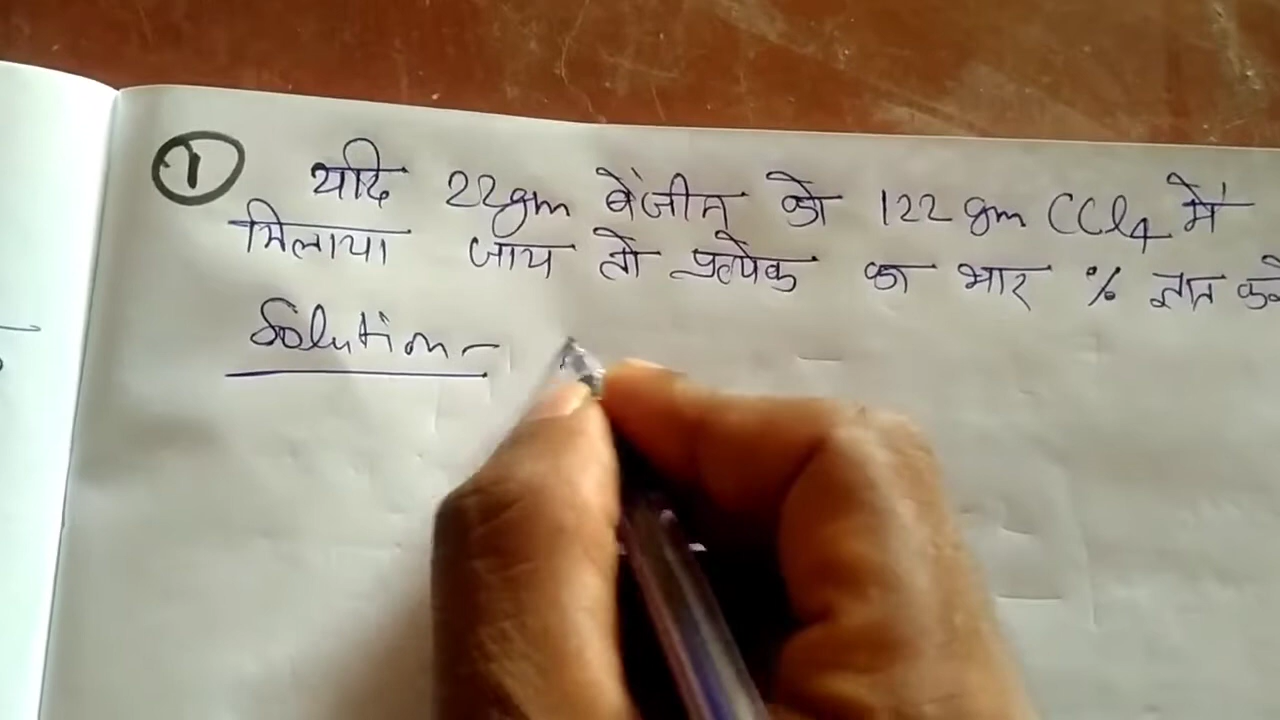 ① यदि 22gm बेंजीन को 122 gm CCl₄ में
मिलाया जाय तो प्रत्येक का भार % ज्ञात करे
Solution –